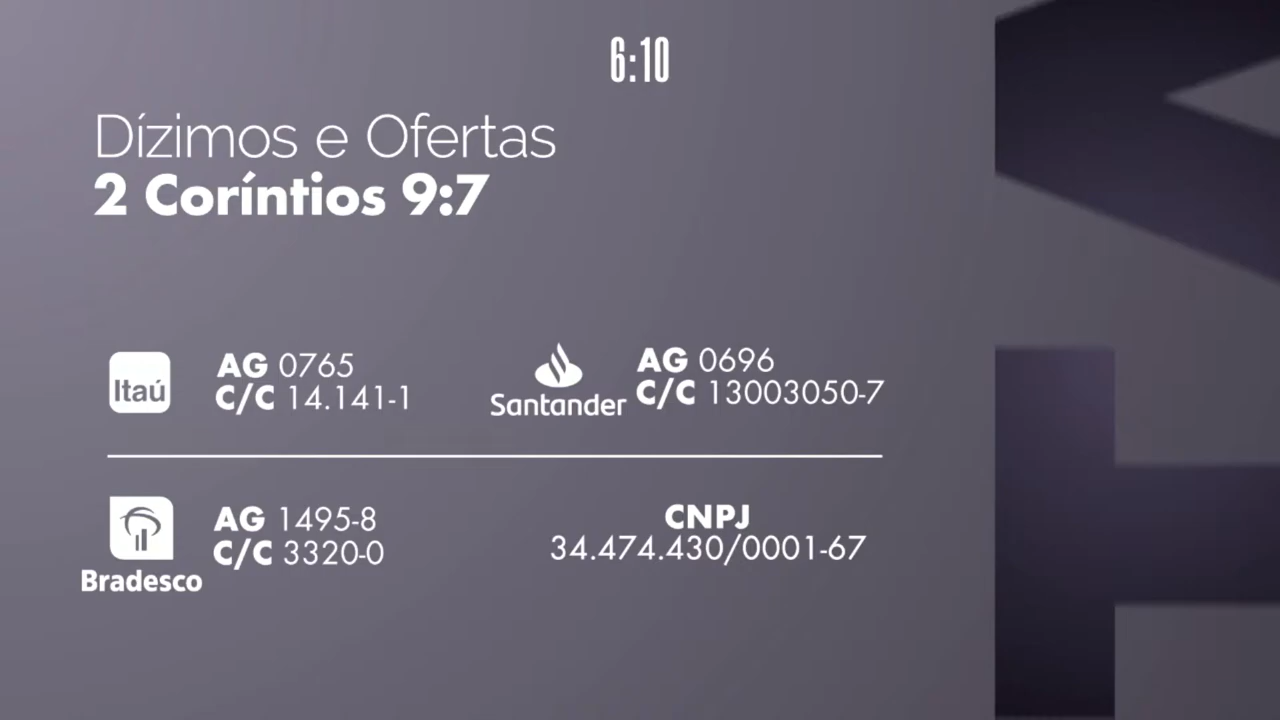 6:10
Dízimos e Ofertas
2 Coríntios 9:7
Itaú
AG 0765
C/C 14.141-1
Santander
AG 0696
C/C 13003050-7
Bradesco
AG 1495-8
C/C 3320-0
CNPJ
34.474.430/0001-67